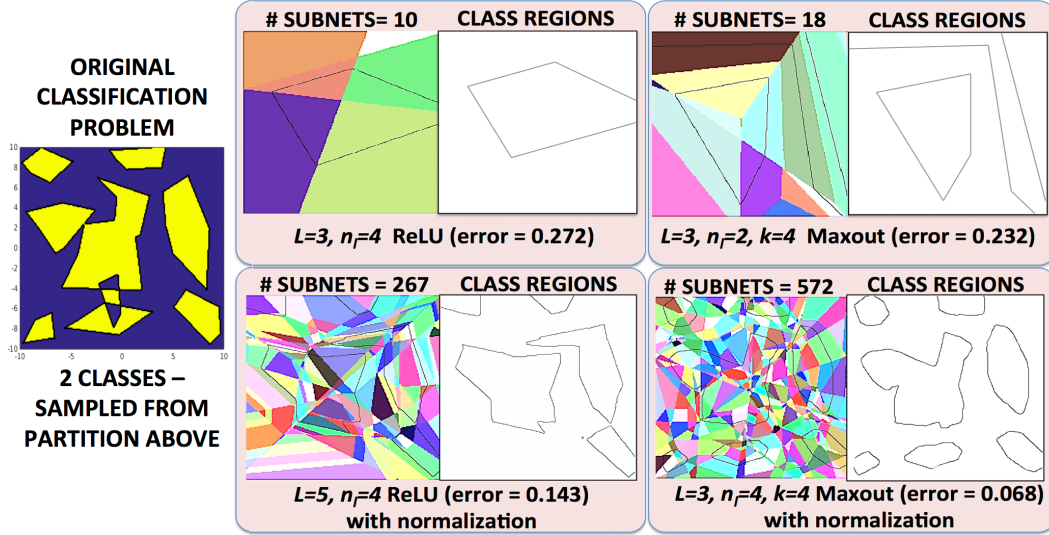 ORIGINAL
CLASSIFICATION
PROBLEM
10
8
6
4
2
0
-2
-4
-6
-8
-10
-10 -5 0 5 10
2 CLASSES –
SAMPLED FROM
PARTITION ABOVE
# SUBNETS= 10 CLASS REGIONS
L=3, nl=4 ReLU (error = 0.272)
# SUBNETS = 18 CLASS REGIONS
L=3, nl=2, k=4 Maxout (error = 0.232)
# SUBNETS = 267 CLASS REGIONS
L=5, nl=4 ReLU (error = 0.143)
with normalization
# SUBNETS = 572 CLASS REGIONS
L=3, nl=4, k=4 Maxout (error = 0.068)
with normalization